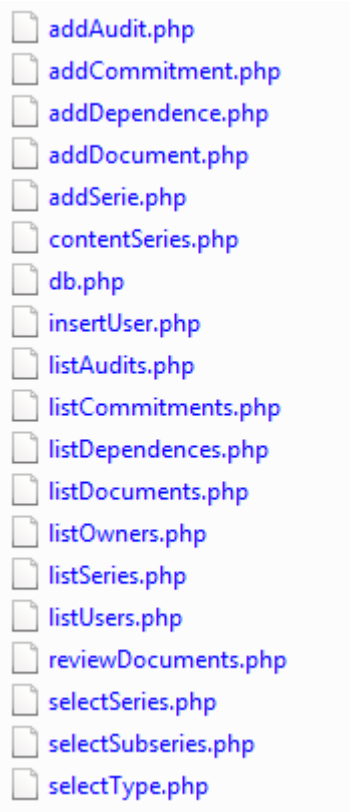 addAudit.php
addCommitment.php
addDependence.php
addDocument.php
addSerie.php
contentSeries.php
db.php
insertUser.php
listAudits.php
listCommitments.php
listDependences.php
listDocuments.php
listOwners.php
listSeries.php
listUsers.php
reviewDocuments.php
selectSeries.php
selectSubseries.php
selectType.php